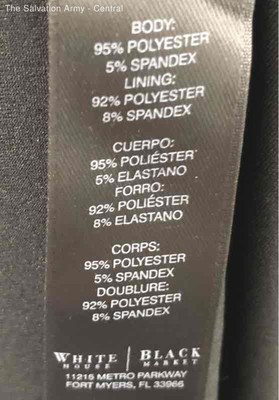 The Salvation Army - Central
BODY:
95% POLYESTER
5% SPANDEX
LINING:
92% POLYESTER
8% SPANDEX
CUERPO:
95% POLIÉSTER
5% ELASTANO
FORRO:
92% POLIÉSTER
8% ELASTANO
CORPS:
95% POLYESTER
5% SPANDEX
DOUBLURE:
92% POLYESTER
8% SPANDEX
WHITE | BLACK
HOUSE | MARKET
11215 METRO PARKWAY
FORT MYERS, FL 33966